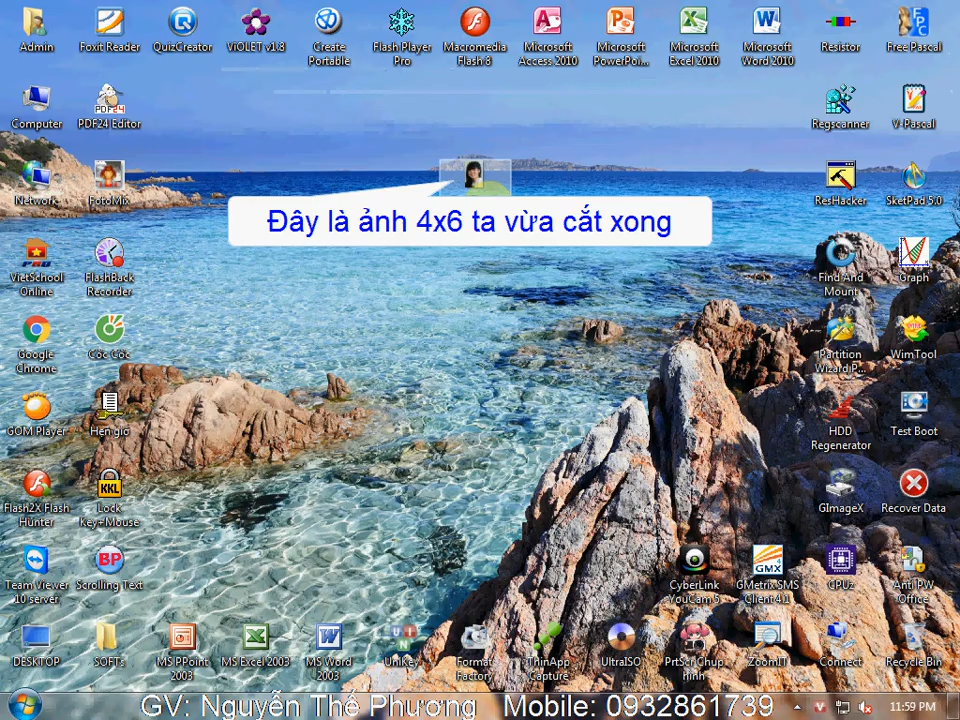 Admin
Foxit Reader
QuizCreator
ViOLET v1.8
Create
Portable
Flash Player
Pro
Macromedia
Flash 8
Microsoft
Access 2010
Microsoft
PowerPoi...
Microsoft
Excel 2010
Microsoft
Word 2010
Resistor
Free Pascal
Computer
PDF24 Editor
Regscanner
V-Pascal
Network
FotoMix
ResHacker
SketPad 5.0
Đây là ảnh 4x6 ta vừa cắt xong
VietSchool
Online
FlashBack
Recorder
Find And
Mount
Graph
Google
Chrome
Cốc Cốc
Partition
Wizard P...
WimTool
GOM Player
Hẹn giờ
HDD
Regenerator
Test Boot
Flash2X Flash
Hunter
Lock
Key+Mouse
GImageX
Recover Data
TeamViewer
10 server
Scrolling Text
CyberLink
YouCam 5
GMetrix SMS
Client 4.1
CPUz
Anti PW
Office
DESKTOP
SOFTs
MS PPoint
2003
MS Excel 2003
MS Word
2003
UniKey
Format
Factory
ThinApp
Capture
UltraISO
PrtScr Chụp
hình
ZoomIT
Connect
Recycle Bin
GV: Nguyễn Thế Phương Mobile: 0932861739
11:59 PM